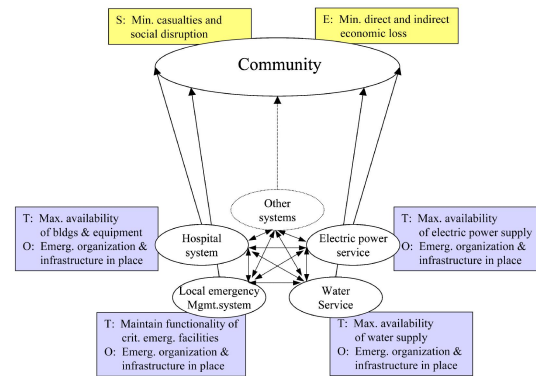 S:  Min. casualties and
social disruption
E:  Min. direct and indirect
economic loss
Community
Other
systems
T:  Max. availability
of bldgs & equipment
O:  Emerg. organization &
infrastructure in place
Hospital
system
Electric power
service
T:  Max. availability
of electric power supply
O:  Emerg. organization &
infrastructure in place
Local emergency
Mgmt.system
Water
Service
T:  Maintain functionality of
crit. emerg. facilities
O:  Emerg. organization &
infrastructure in place
T:  Max. availability
of water supply
O:  Emerg. organization &
infrastructure in place